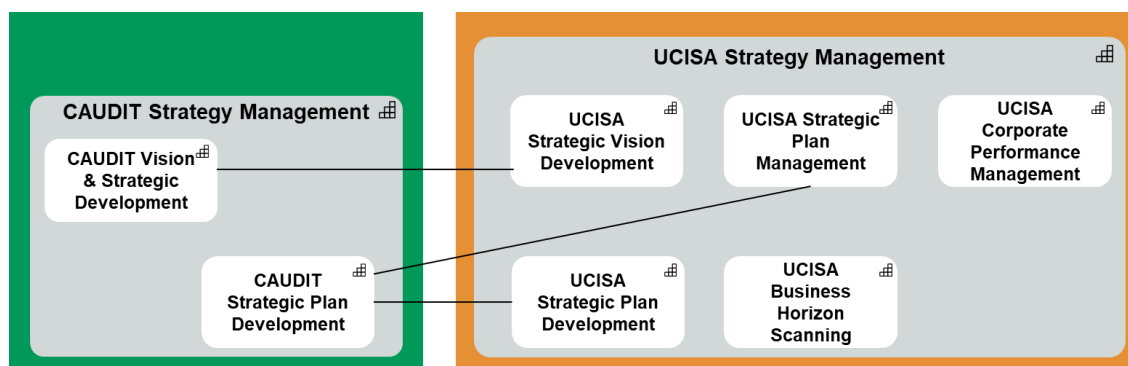 CAUDIT Strategy Management
CAUDIT Vision
& Strategic
Development
CAUDIT
Strategic Plan
Development
UCISA Strategy Management
UCISA
Strategic Vision
Development
UCISA Strategic
Plan
Management
UCISA
Corporate
Performance
Management
UCISA
Strategic Plan
Development
UCISA
Business
Horizon
Scanning